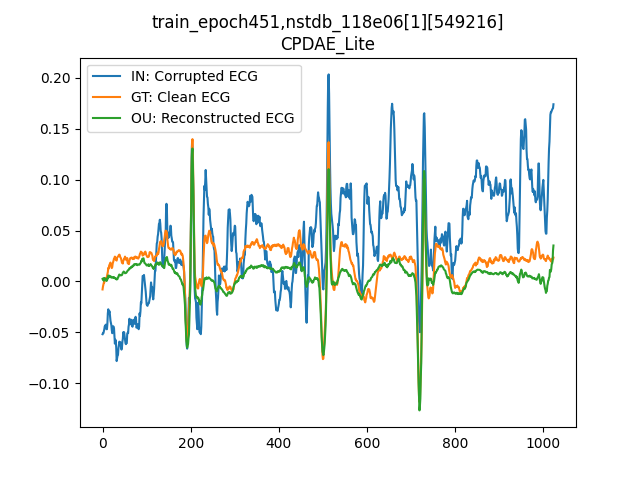 train_epoch451,nstdb_118e06[1][549216]
CPDAE_Lite
IN: Corrupted ECG
GT: Clean ECG
OU: Reconstructed ECG
0.20
0.15
0.10
0.05
0.00
−0.05
−0.10
0 200 400 600 800 1000